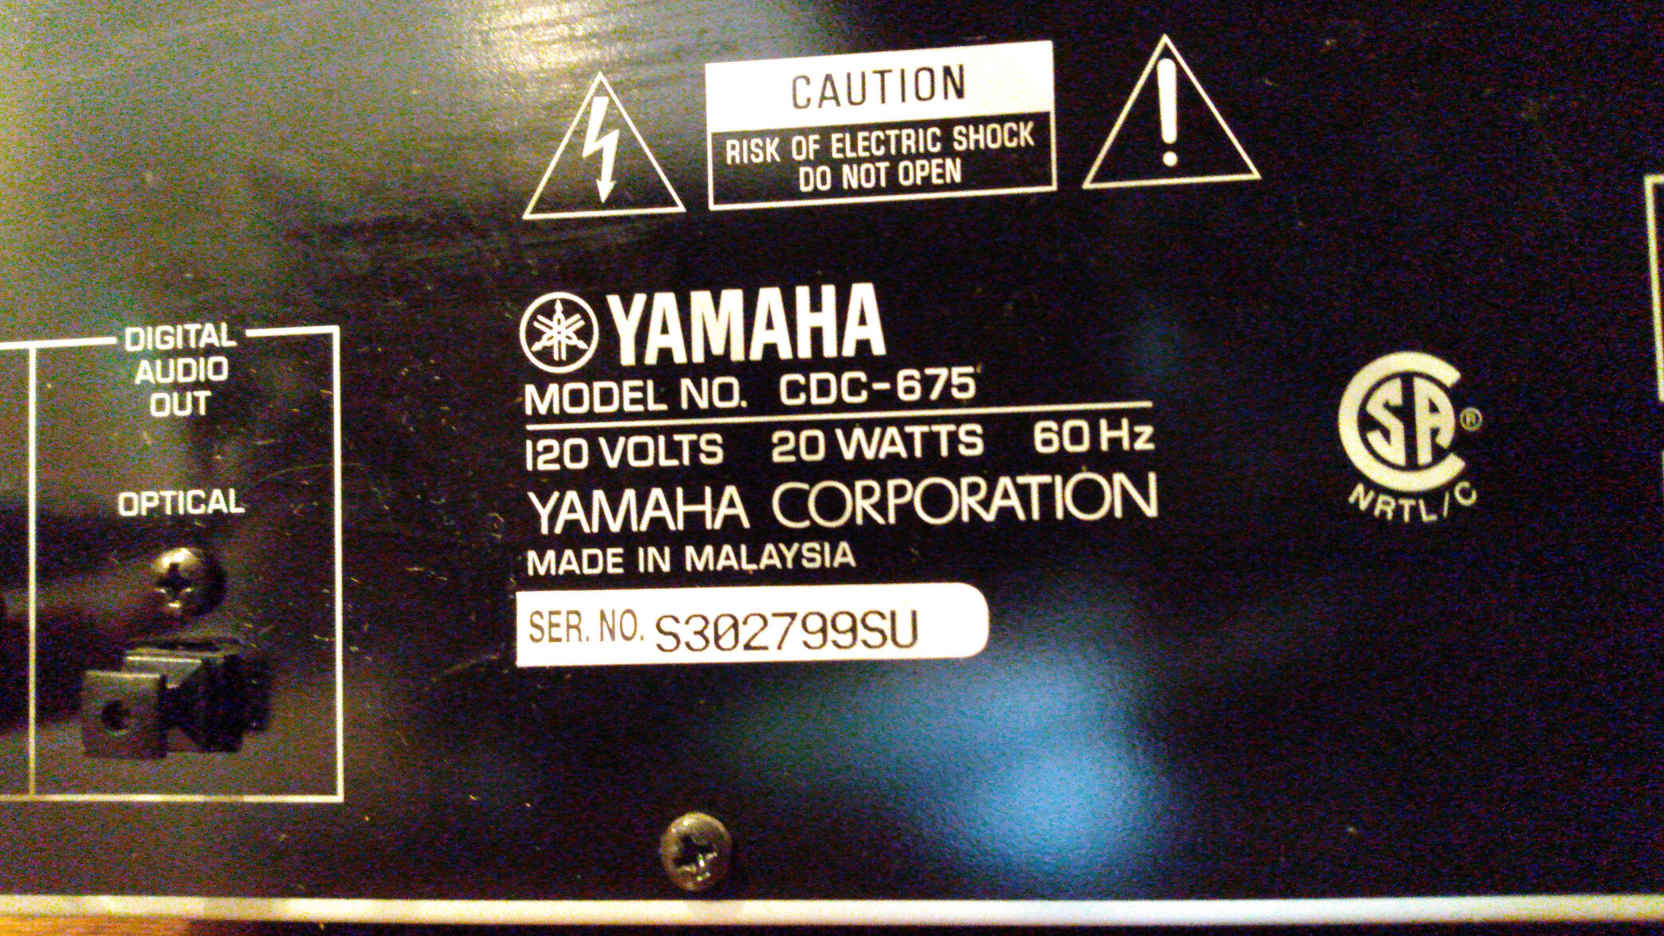 CAUTION
RISK OF ELECTRIC SHOCK
DO NOT OPEN
DIGITAL
AUDIO
OUT
OPTICAL
YAMAHA
MODEL NO. CDC-675
120 VOLTS 20 WATTS 60 Hz
YAMAHA CORPORATION
MADE IN MALAYSIA
SER. NO. S302799SU
CSA ®
NRTL/C